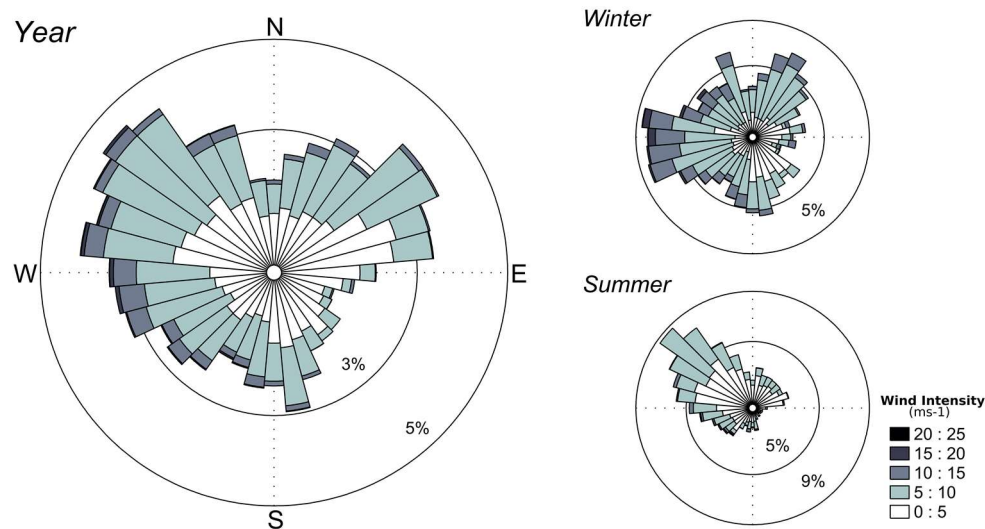 Year
N
W
E
S
3%
5%
Winter
5%
Summer
5%
9%
Wind Intensity
(ms-1)
20 : 25
15 : 20
10 : 15
5 : 10
0 : 5